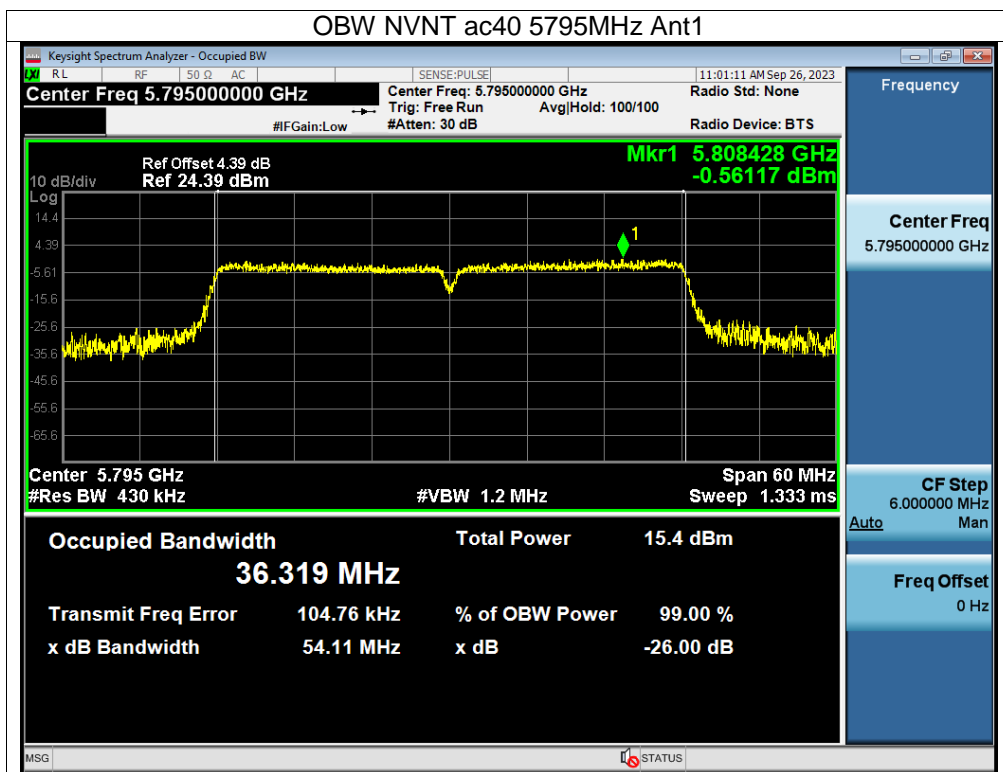 OBW NVNT ac40 5795MHz Ant1
Keysight Spectrum Analyzer - Occupied BW
LXI RL RF 50 Ω AC SENSE:PULSE 11:01:11 AM Sep 26, 2023
Center Freq 5.795000000 GHz
#IFGain:Low
Center Freq: 5.795000000 GHz
Trig: Free Run Avg|Hold: 100/100
#Atten: 30 dB
Radio Std: None
Radio Device: BTS
Frequency
Ref Offset 4.39 dB
10 dB/div Ref 24.39 dBm
Mkr1 5.808428 GHz
-0.56117 dBm
Log
14.4
4.39
-5.61
-15.6
-25.6
-35.6
-45.6
-55.6
-65.6
1
Center 5.795 GHz Span 60 MHz
#Res BW 430 kHz #VBW 1.2 MHz Sweep 1.333 ms
Center Freq
5.795000000 GHz
CF Step
6.000000 MHz
Auto Man
Freq Offset
0 Hz
Occupied Bandwidth Total Power 15.4 dBm
36.319 MHz
Transmit Freq Error 104.76 kHz % of OBW Power 99.00 %
x dB Bandwidth 54.11 MHz x dB -26.00 dB
MSG STATUS